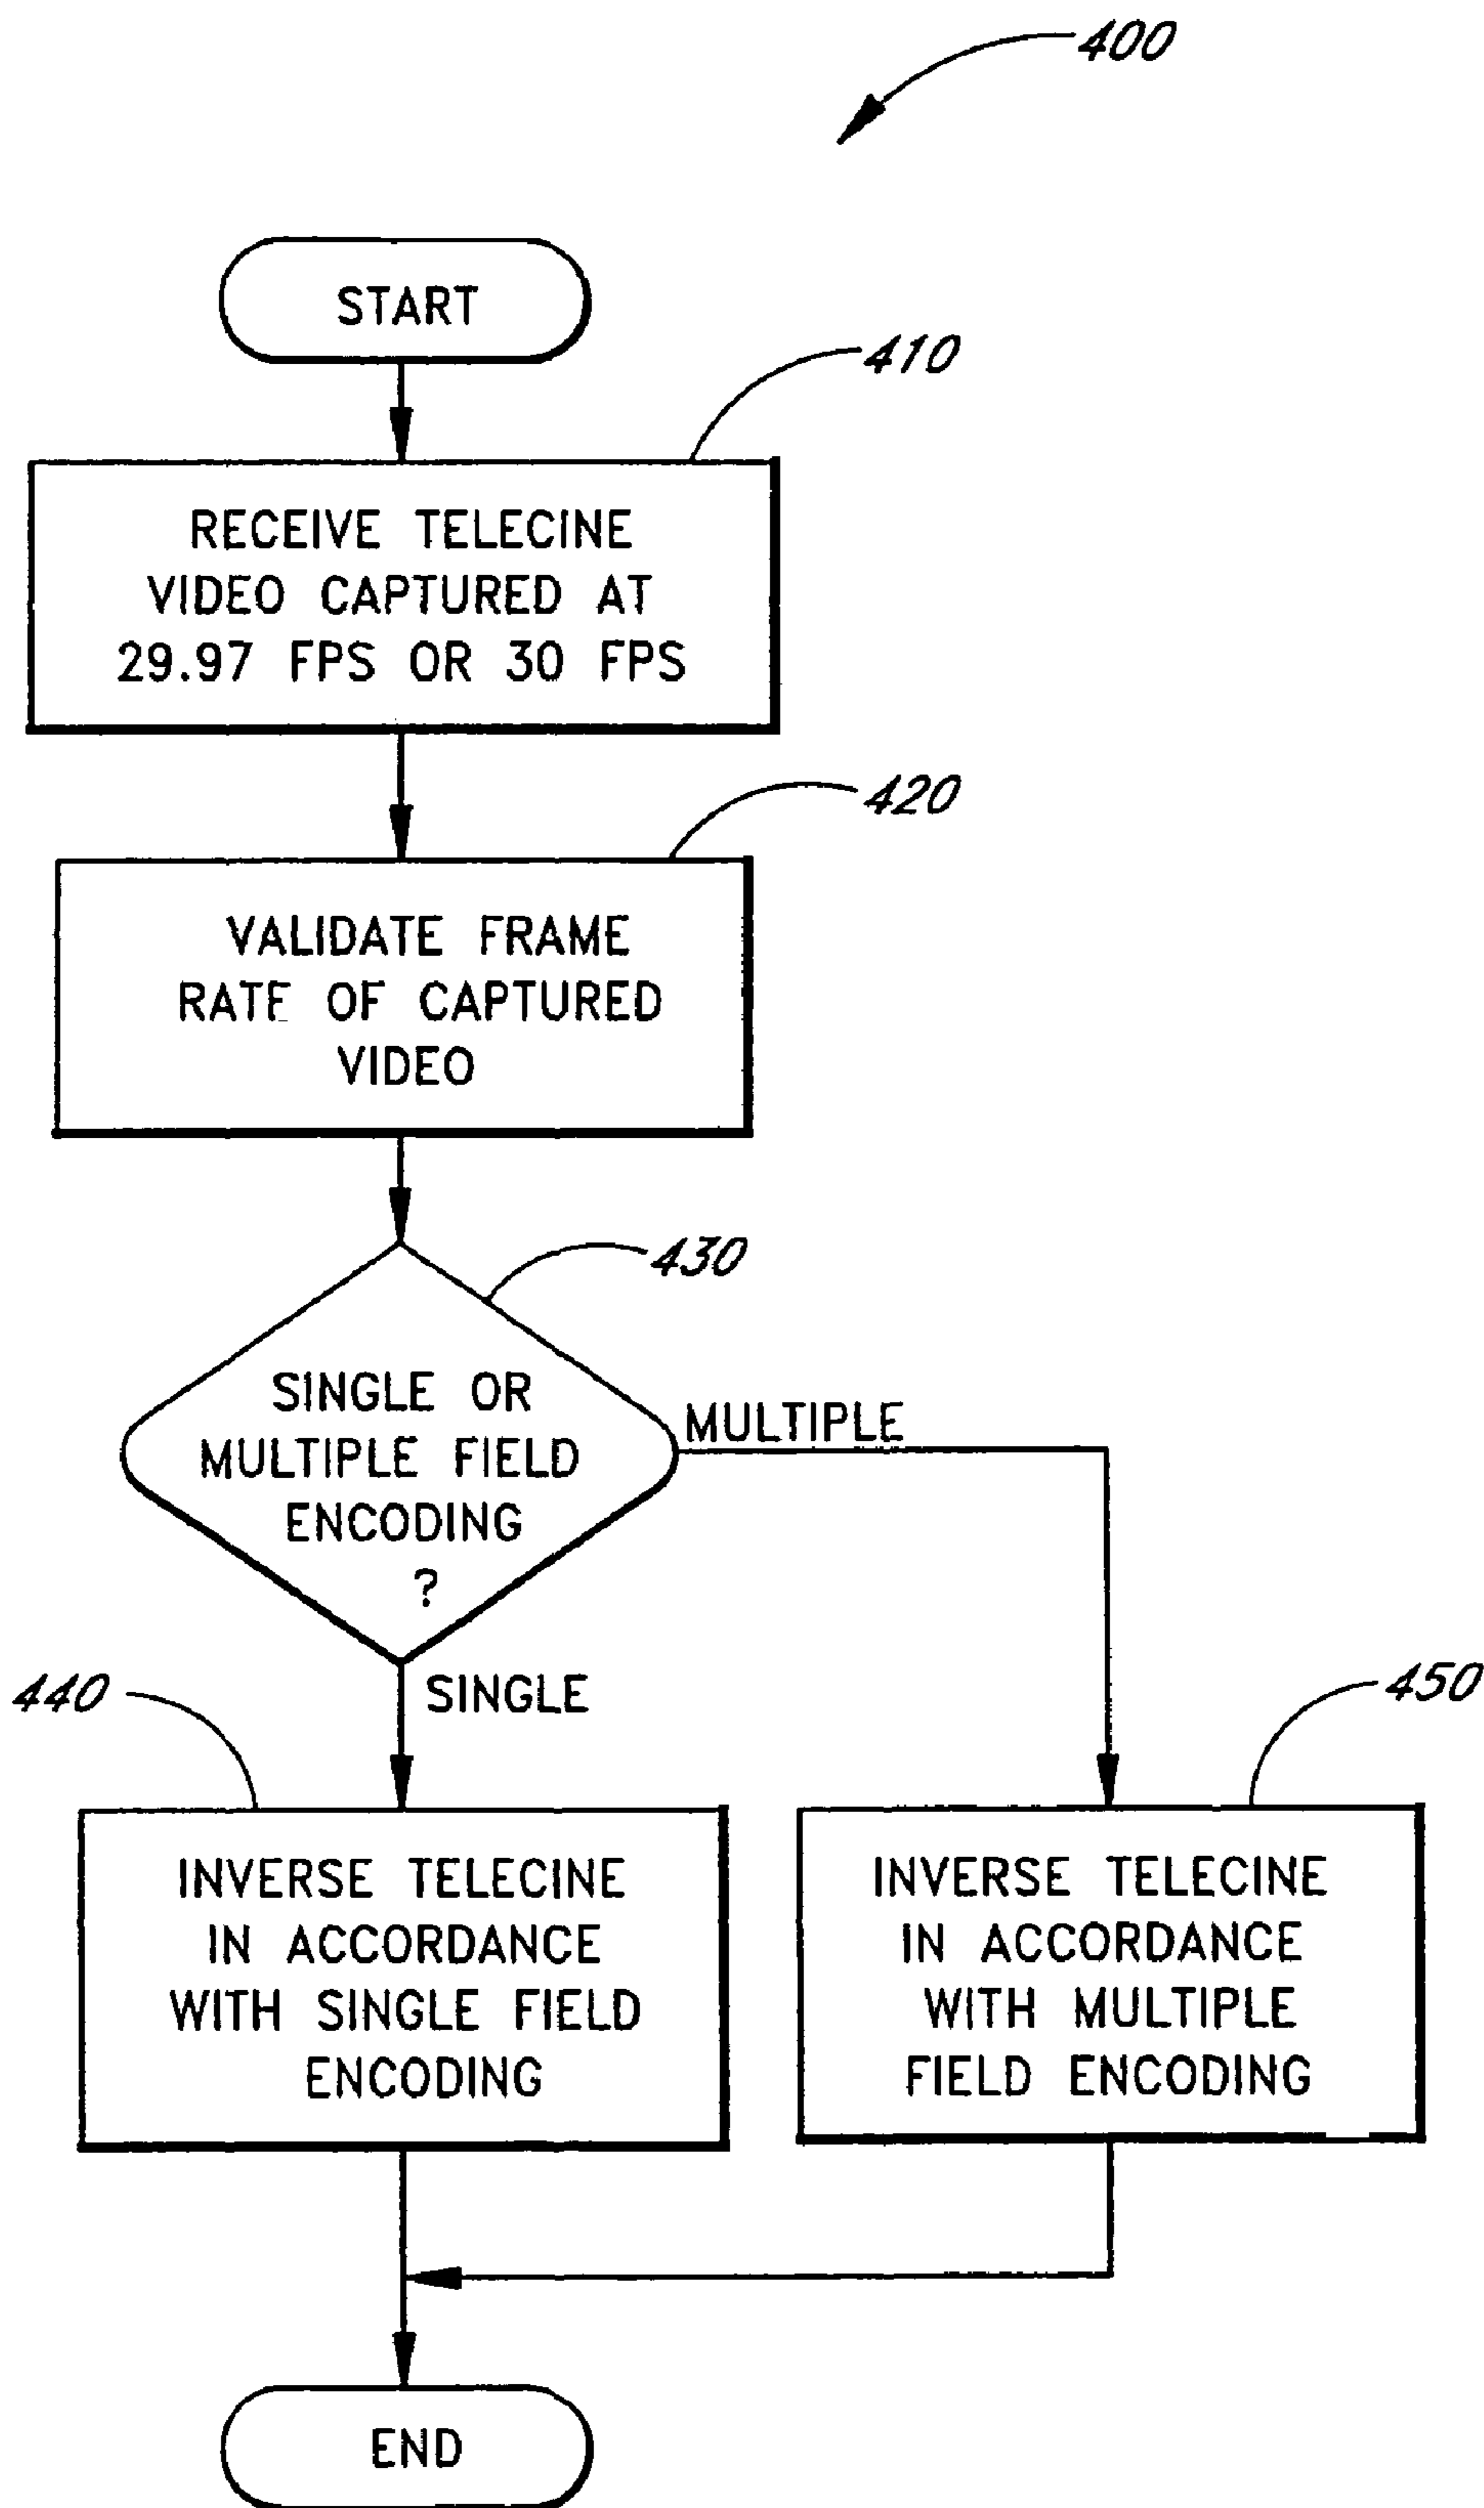 400
START
410
RECEIVE TELECINE
VIDEO CAPTURED AT
29.97 FPS OR 30 FPS
420
VALIDATE FRAME
RATE OF CAPTURED
VIDEO
430
SINGLE OR
MULTIPLE FIELD
ENCODING
?
MULTIPLE
SINGLE
440
450
INVERSE TELECINE
IN ACCORDANCE
WITH SINGLE FIELD
ENCODING
INVERSE TELECINE
IN ACCORDANCE
WITH MULTIPLE
FIELD ENCODING
END